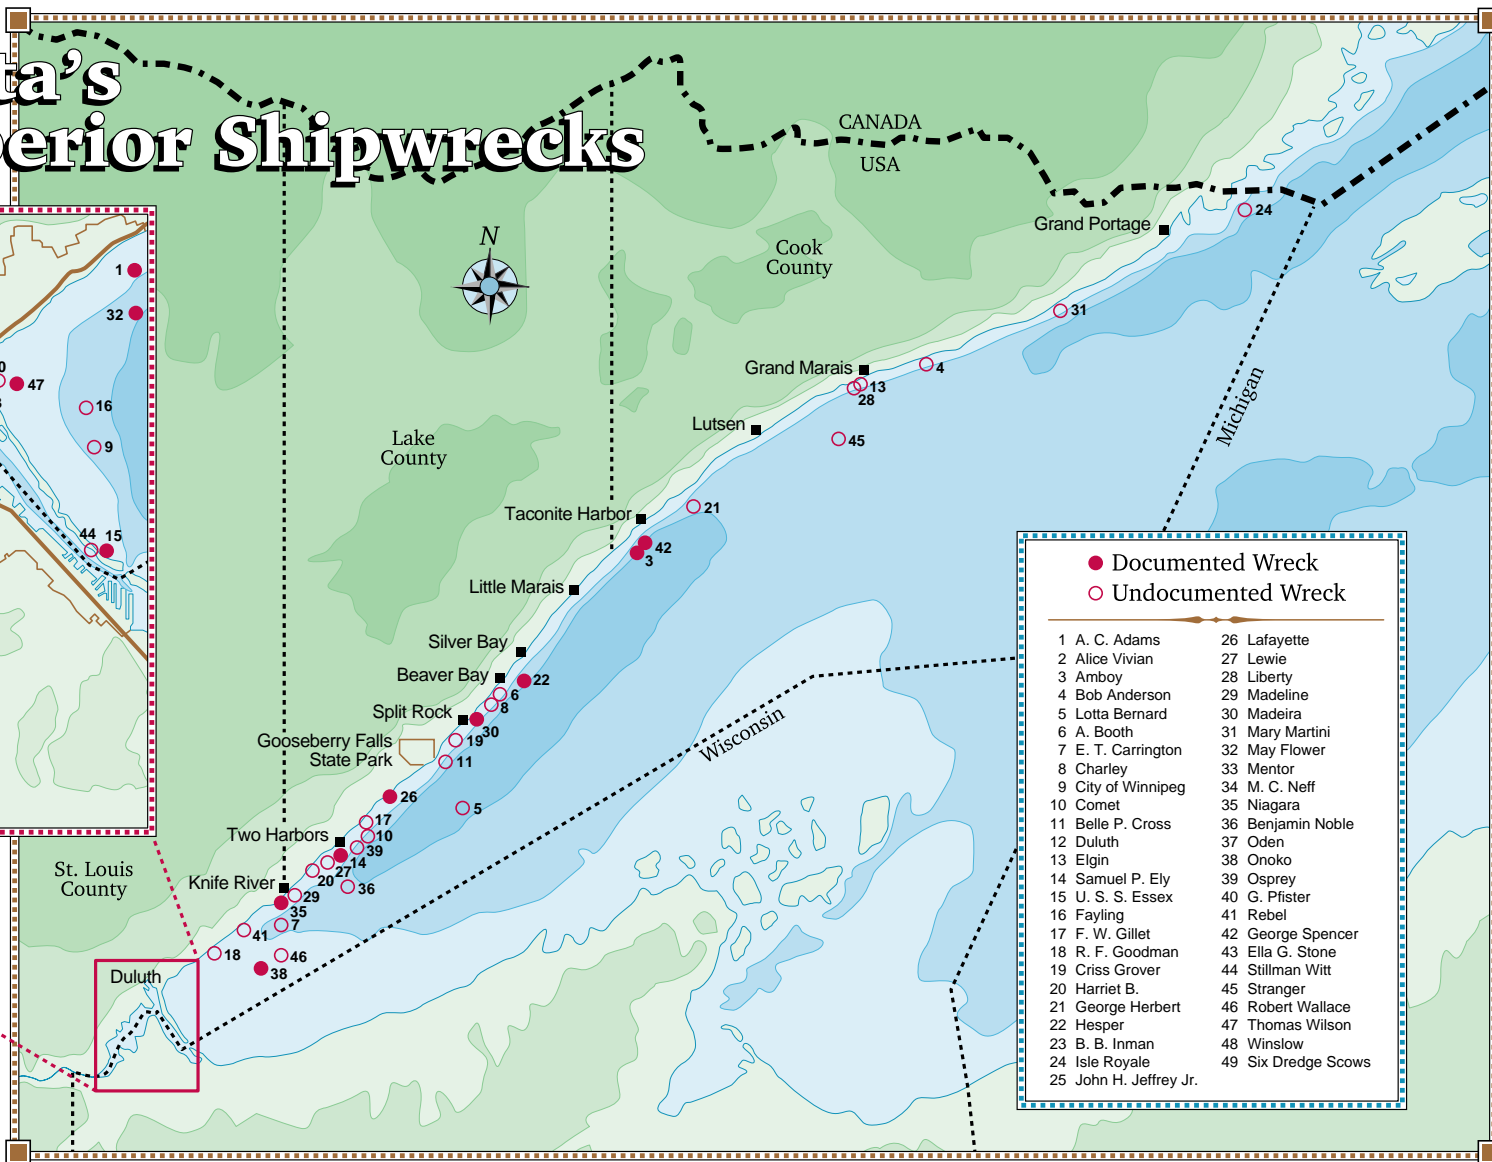 ta's
perior Shipwrecks
CANADA
USA
Grand Portage
24
N
Cook
County
31
1
32
47
16
9
44
15
Grand Marais
4
13
28
45
Lutsen
Michigan
Lake
County
Taconite Harbor
21
42
3
Little Marais
Silver Bay
Beaver Bay
22
6
8
Split Rock
30
Gooseberry Falls
State Park
19
11
Wisconsin
26
5
17
Two Harbors
10
39
14
27
20
36
St. Louis
County
Knife River
29
35
7
41
18
46
38
Duluth
Documented Wreck
Undocumented Wreck
1 A. C. Adams
2 Alice Vivian
3 Amboy
4 Bob Anderson
5 Lotta Bernard
6 A. Booth
7 E. T. Carrington
8 Charley
9 City of Winnipeg
10 Comet
11 Belle P. Cross
12 Duluth
13 Elgin
14 Samuel P. Ely
15 U. S. S. Essex
16 Fayling
17 F. W. Gillet
18 R. F. Goodman
19 Criss Grover
20 Harriet B.
21 George Herbert
22 Hesper
23 B. B. Inman
24 Isle Royale
25 John H. Jeffrey Jr.
26 Lafayette
27 Lewie
28 Liberty
29 Madeline
30 Madeira
31 Mary Martini
32 May Flower
33 Mentor
34 M. C. Neff
35 Niagara
36 Benjamin Noble
37 Oden
38 Onoko
39 Osprey
40 G. Pfister
41 Rebel
42 George Spencer
43 Ella G. Stone
44 Stillman Witt
45 Stranger
46 Robert Wallace
47 Thomas Wilson
48 Winslow
49 Six Dredge Scows